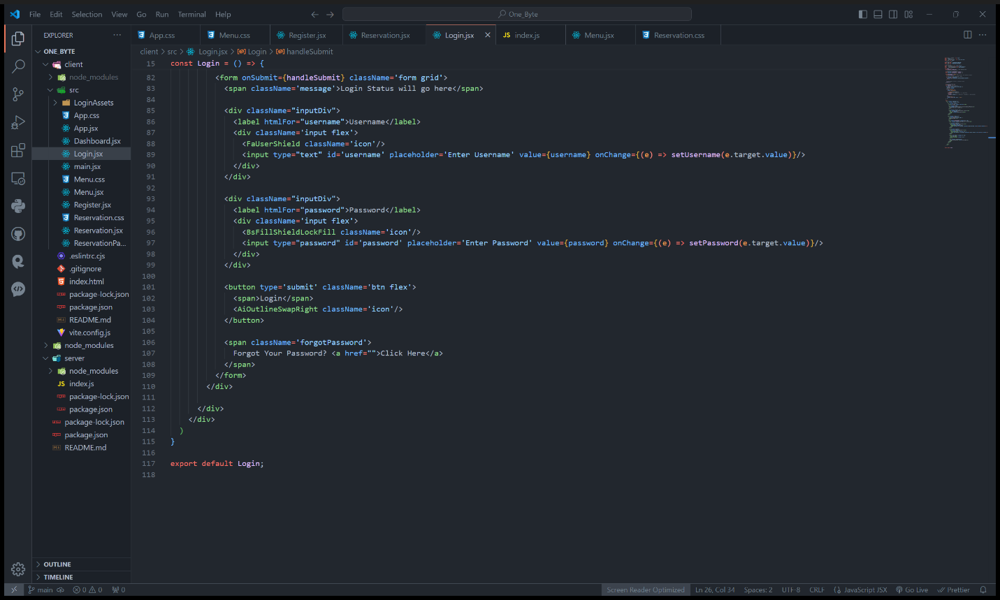 File Edit Selection View Go Run Terminal Help
One_Byte
EXPLORER
ONE_BYTE
client
node_modules
src
LoginAssets
App.css
App.jsx
Dashboard.jsx
Login.jsx
main.jsx
Menu.css
Menu.jsx
Register.jsx
Reservation.css
Reservation.jsx
ReservationPa...
.eslintrc.cjs
.gitignore
index.html
package-lock.json
package.json
README.md
vite.config.js
node_modules
server
node_modules
JS index.js
package-lock.json
package.json
package-lock.json
package.json
README.md
OUTLINE
TIMELINE
App.css Menu.css Register.jsx Reservation.jsx Login.jsx JS index.js Menu.jsx Reservation.css
client > src > Login.jsx > Login > handleSubmit
15 const Login = () => {
82 <form onSubmit={handleSubmit} className='form grid'>
83 <span className='message'>Login Status will go here</span>
84
85 <div className="inputDiv">
86 <label htmlFor="username">Username</label>
87 <div className='input flex'>
88 <FaUserShield className='icon'/>
89 <input type="text" id='username' placeholder='Enter Username' value={username} onChange={(e) => setUsername(e.target.value)}/>
90 </div>
91 </div>
92
93 <div className="inputDiv">
94 <label htmlFor="password">Password</label>
95 <div className='input flex'>
96 <BsFillShieldLockFill className='icon'/>
97 <input type="password" id='password' placeholder='Enter Password' value={password} onChange={(e) => setPassword(e.target.value)}/>
98 </div>
99 </div>
100
101 <button type='submit' className='btn flex'>
102 <span>Login</span>
103 <AiOutlineSwapRight className='icon'/>
104 </button>
105
106 <span className='forgotPassword'>
107 Forgot Your Password? <a href="">Click Here</a>
108 </span>
109 </form>
110 </div>
111
112 </div>
113 </div>
114 )
115 }
116
117 export default Login;
118
main 0 0 0 Screen Reader Optimized Ln 26, Col 34 Spaces: 2 UTF-8 CRLF JavaScript JSX Go Live Prettier